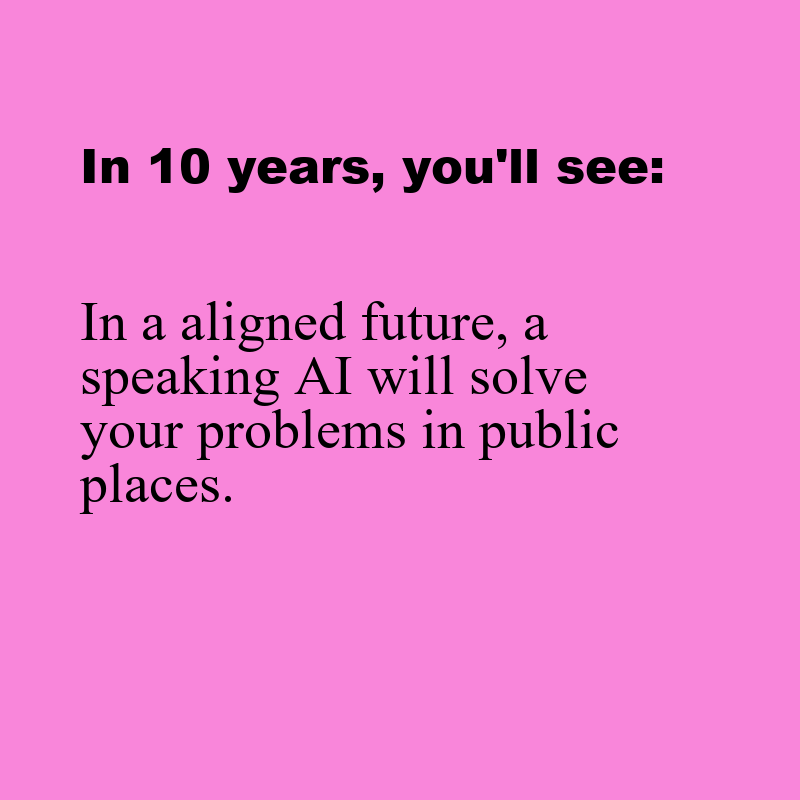 In 10 years, you'll see:
In a aligned future, a
speaking AI will solve
your problems in public
places.